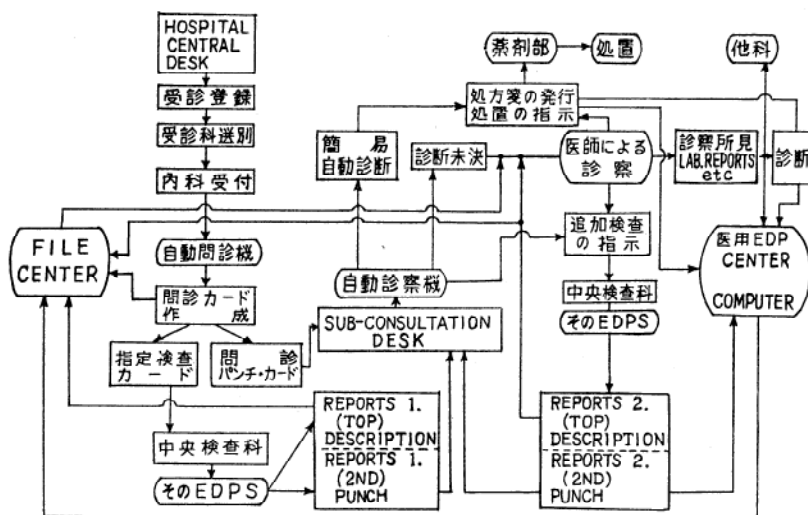 HOSPITAL
CENTRAL
DESK
受診登録
受診科選別
内科受付
自動問診機
問診カード
作成
指定検査
カード
問診
パンチ・カード
中央検査科
そのEDPS
FILE
CENTER
薬剤部
処置
他科
処方箋の発行
処置の指示
簡易
自動診断
診断未決
医師による
診察
診察所見
LAB.REPORTS
etc
診断
追加検査
の指示
自動診察機
中央検査科
そのEDPS
SUB-CONSULTATION
DESK
医用EDP
CENTER
COMPUTER
REPORTS 1.
(TOP)
DESCRIPTION
REPORTS 1.
(2ND)
PUNCH
REPORTS 2.
(TOP)
DESCRIPTION
REPORTS 2.
(2ND)
PUNCH